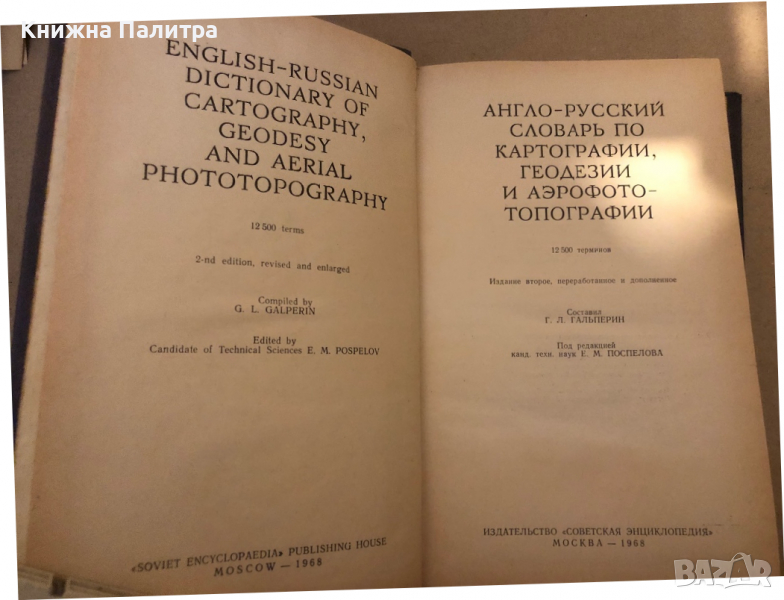 Книжна Палитра
ENGLISH-RUSSIAN
DICTIONARY OF
CARTOGRAPHY,
GEODESY
AND AERIAL
PHOTOTOPOGRAPHY
12 500 terms
2-nd edition, revised and enlarged
Compiled by
G. L. GALPERIN
Edited by
Candidate of Technical Sciences E. M. POSPELOV
«SOVIET ENCYCLOPAEDIA» PUBLISHING HOUSE
MOSCOW — 1968
АНГЛО-РУССКИЙ
СЛОВАРЬ ПО
КАРТОГРАФИИ,
ГЕОДЕЗИИ
И АЭРОФОТО-
ТОПОГРАФИИ
12 500 терминов
Издание второе, переработанное и дополненное
Составил
Г. Л. ГАЛЬПЕРИН
Под редакцией
канд. техн. наук Е. М. ПОСПЕЛОВА
ИЗДАТЕЛЬСТВО «СОВЕТСКАЯ ЭНЦИКЛОПЕДИЯ»
МОСКВА — 1968
BAZAR